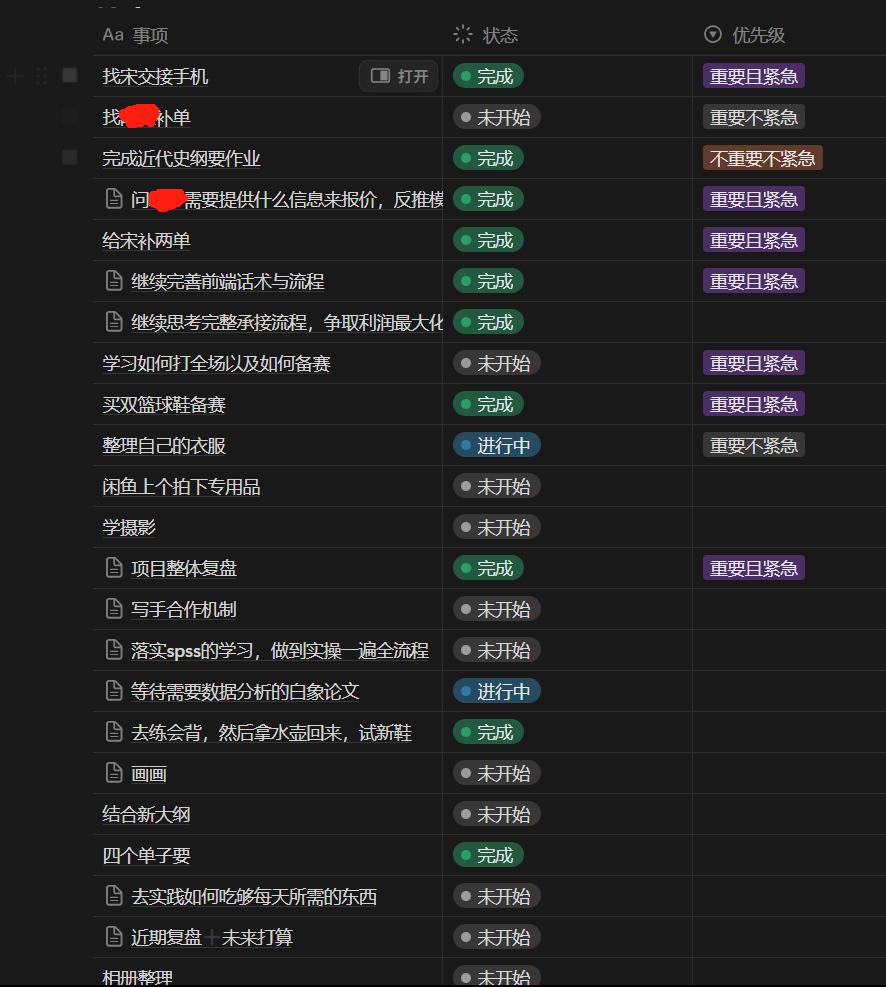 Aa 事项 状态 优先级
找宋交接手机 打开 完成 重要且紧急
找 补单 未开始 重要不紧急
完成近代史纲要作业 完成 不重要不紧急
问 需要提供什么信息来报价，反推模 完成 重要且紧急
给宋补两单 完成 重要且紧急
继续完善前端话术与流程 完成 重要且紧急
继续思考完整承接流程，争取利润最大化 完成
学习如何打全场以及如何备赛 未开始 重要且紧急
买双篮球鞋备赛 完成 重要且紧急
整理自己的衣服 进行中 重要不紧急
闲鱼上个拍下专用品 未开始
学摄影 未开始
项目整体复盘 完成 重要且紧急
写手合作机制 未开始
落实spss的学习，做到实操一遍全流程 未开始
等待需要数据分析的白象论文 进行中
去练会背，然后拿水壶回来，试新鞋 完成
画画 未开始
结合新大纲 未开始
四个单子要 完成
去实践如何吃够每天所需的东西 未开始
近期复盘➕未来打算 未开始
相册整理 未开始